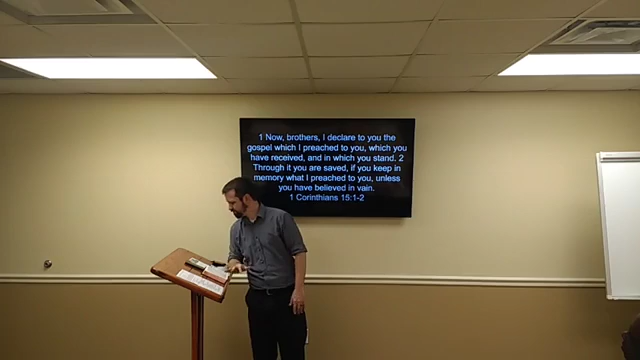 1 Now, brothers, I declare to you the
gospel which I preached to you, which you
have received, and in which you stand. 2
Through it you are saved, if you keep in
memory what I preached to you, unless
you have believed in vain.
1 Corinthians 15:1-2